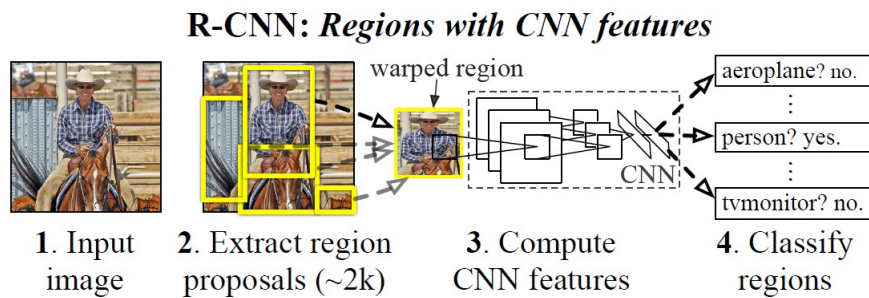 R-CNN: Regions with CNN features
warped region
aeroplane? no.
person? yes.
tvmonitor? no.
CNN
1. Input
image
2. Extract region
proposals (~2k)
3. Compute
CNN features
4. Classify
regions